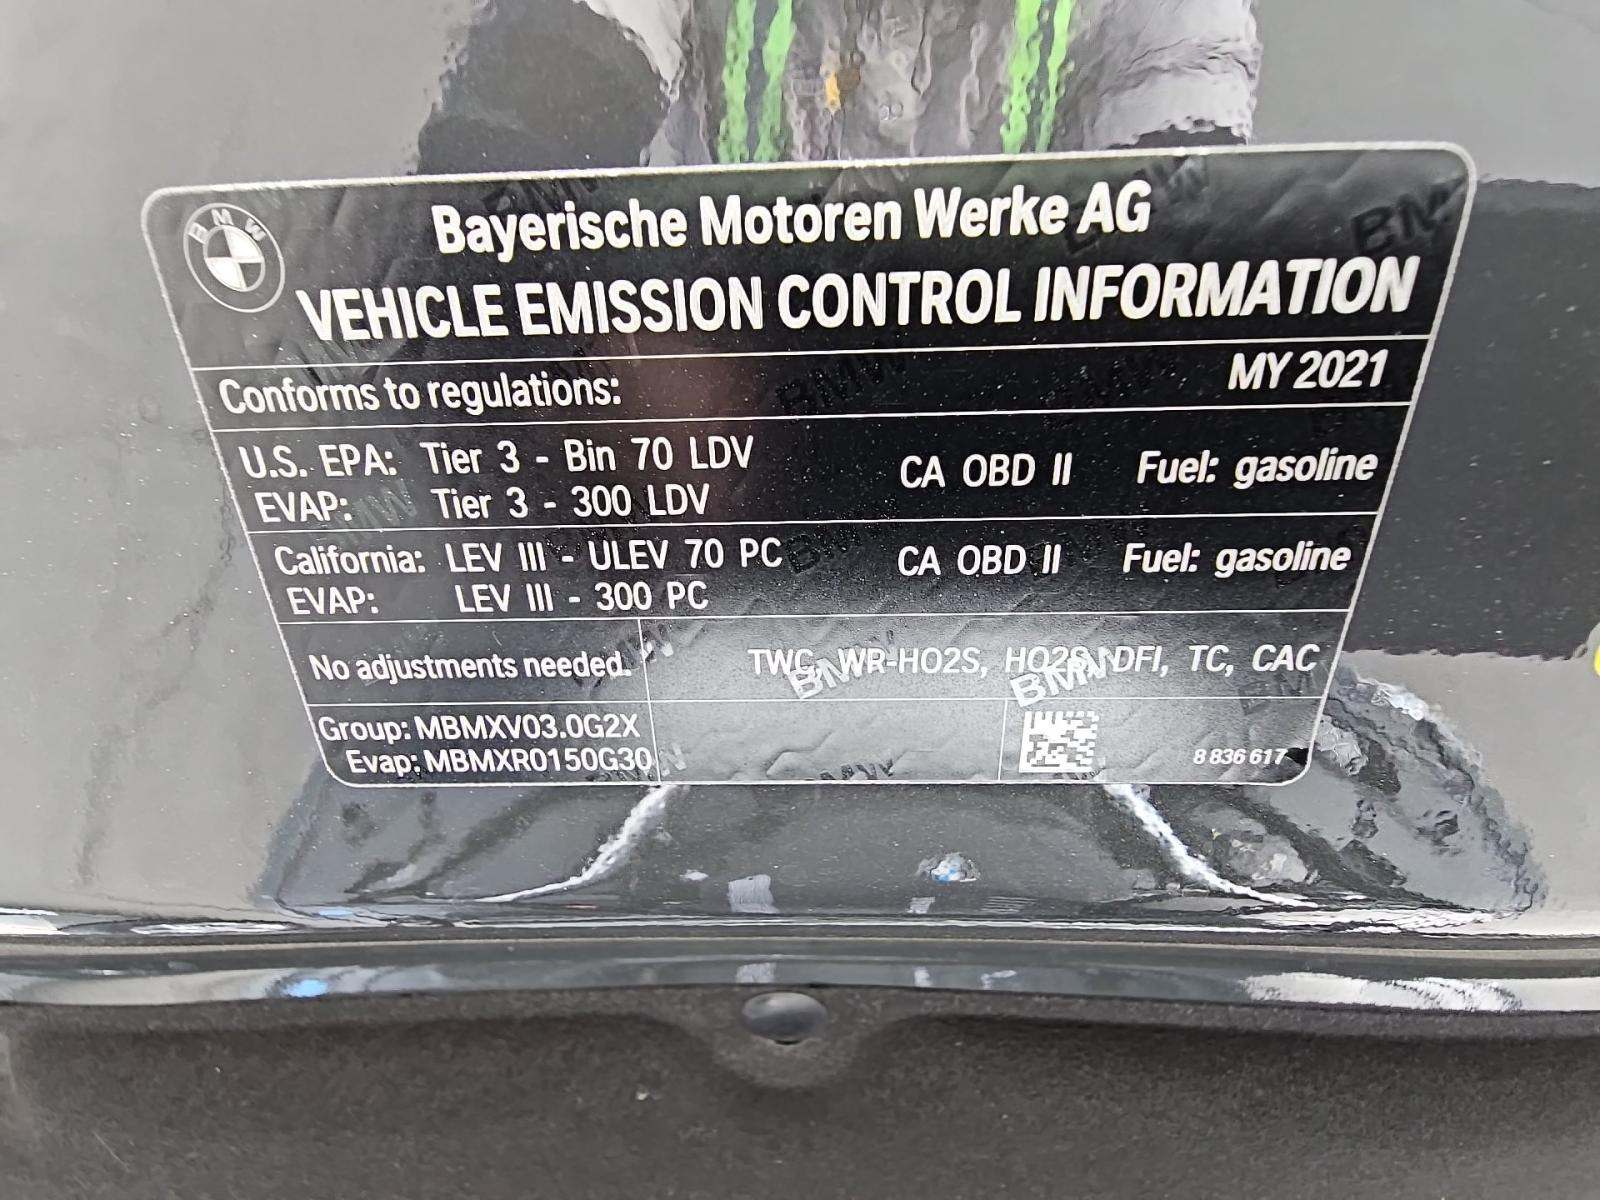 BMW
Bayerische Motoren Werke AG
VEHICLE EMISSION CONTROL INFORMATION
Conforms to regulations: MY 2021
U.S. EPA: Tier 3 - Bin 70 LDV CA OBD II Fuel: gasoline
EVAP: Tier 3 - 300 LDV
California: LEV III - ULEV 70 PC CA OBD II Fuel: gasoline
EVAP: LEV III - 300 PC
No adjustments needed. TWC, WR-HO2S, HO2S, DFI, TC, CAC
Group: MBMXV03.0G2X
Evap: MBMXR0150G30
8 836 617